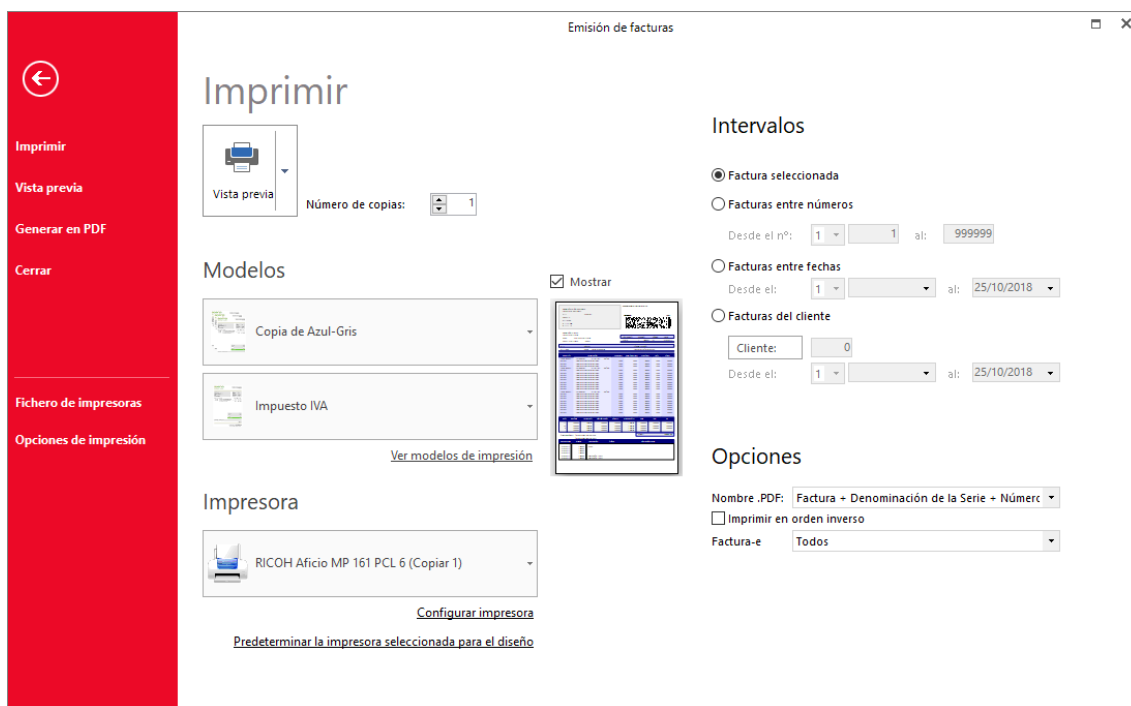 Emisión de facturas
Imprimir
Vista previa
Generar en PDF
Cerrar
Fichero de impresoras
Opciones de impresión
Imprimir
Vista previa
Número de copias: 1
Modelos
Mostrar
Copia de Azul-Gris
Impuesto IVA
Ver modelos de impresión
Impresora
RICOH Aficio MP 161 PCL 6 (Copiar 1)
Configurar impresora
Predeterminar la impresora seleccionada para el diseño
Intervalos
Factura seleccionada
Facturas entre números
Desde el nº: 1 1 al: 999999
Facturas entre fechas
Desde el: 1 al: 25/10/2018
Facturas del cliente
Cliente: 0
Desde el: 1 al: 25/10/2018
Opciones
Nombre .PDF: Factura + Denominación de la Serie + Númerc
Imprimir en orden inverso
Factura-e Todos